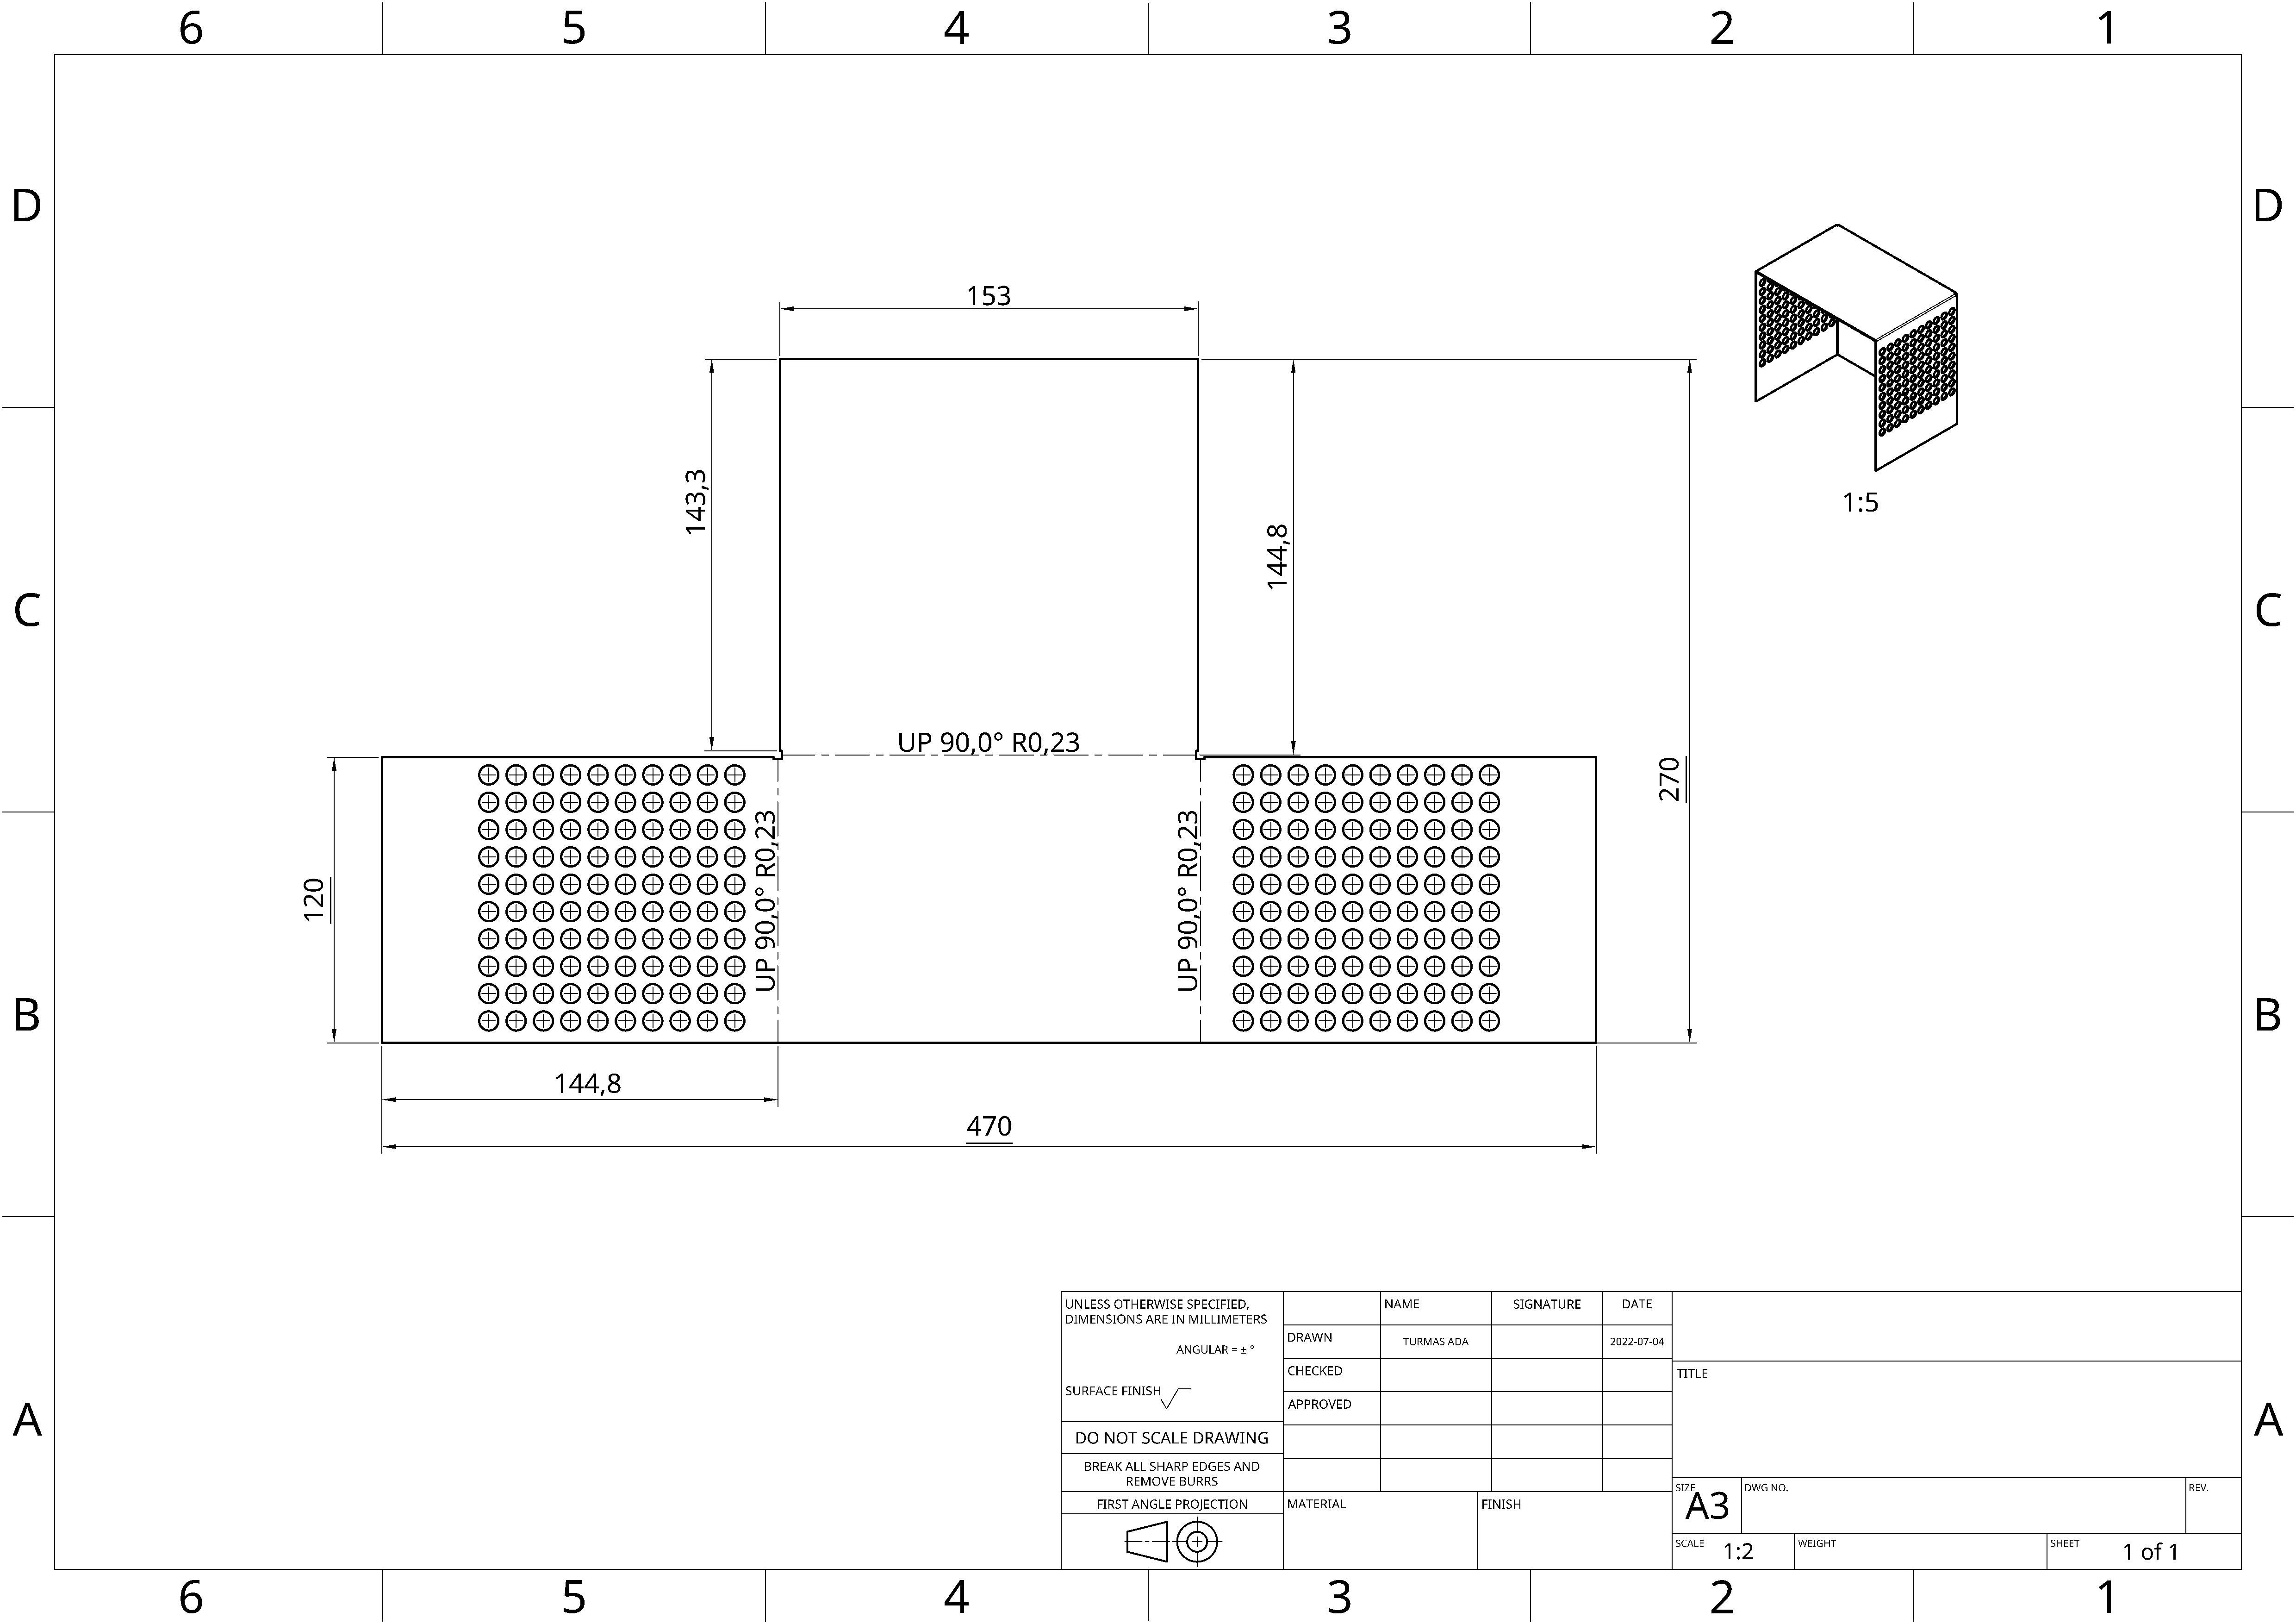 6 5 4 3 2 1
D D
153
1:5
143,3
144,8
C C
UP 90,0° R0,23
270
UP 90,0° R0,23
UP 90,0° R0,23
120
B B
144,8
470
UNLESS OTHERWISE SPECIFIED,
DIMENSIONS ARE IN MILLIMETERS
ANGULAR = ± °
SURFACE FINISH
DO NOT SCALE DRAWING
BREAK ALL SHARP EDGES AND
REMOVE BURRS
FIRST ANGLE PROJECTION
NAME SIGNATURE DATE
DRAWN TURMAS ADA 2022-07-04
CHECKED
APPROVED
MATERIAL FINISH
TITLE
SIZE A3 DWG NO. REV.
SCALE 1:2 WEIGHT SHEET 1 of 1
A A
6 5 4 3 2 1